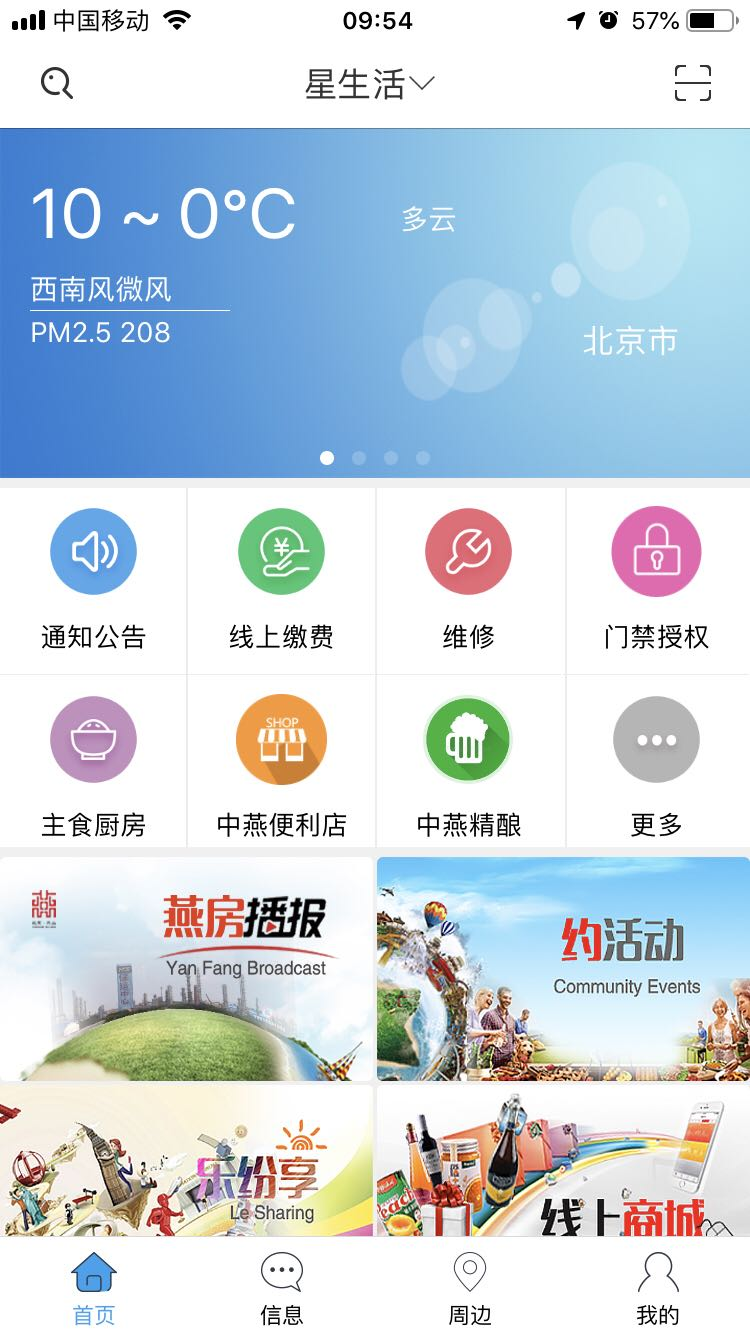 中国移动
09:54
57%
星生活
10 ~ 0℃
多云
西南风微风
PM2.5 208
北京市
通知公告
线上缴费
维修
门禁授权
SHOP
主食厨房
中燕便利店
中燕精酿
更多
燕房播报
Yan Fang Broadcast
约活动
Community Events
乐纷享
Le Sharing
线上商城
首页
信息
周边
我的